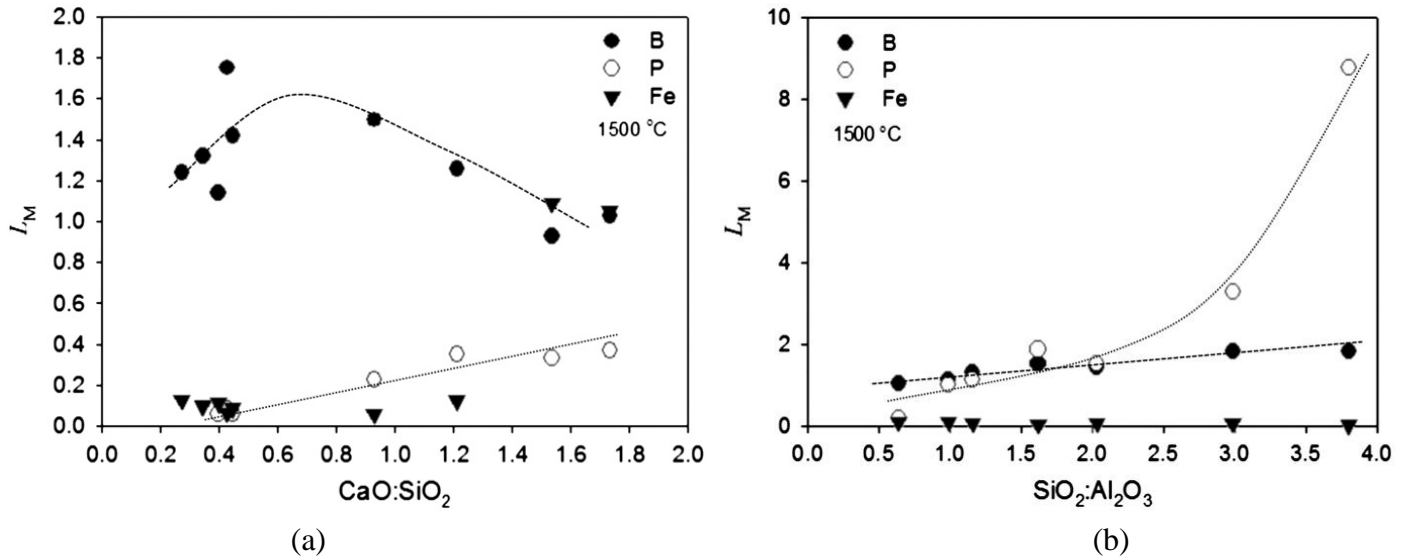 2.0
1.8
1.6
1.4
1.2
1.0
0.8
0.6
0.4
0.2
0.0
L_M
0.0 0.2 0.4 0.6 0.8 1.0 1.2 1.4 1.6 1.8 2.0
CaO:SiO₂
B
P
Fe
1500 °C
(a)
10
8
6
4
2
0
L_M
0.0 0.5 1.0 1.5 2.0 2.5 3.0 3.5 4.0
SiO₂:Al₂O₃
B
P
Fe
1500 °C
(b)